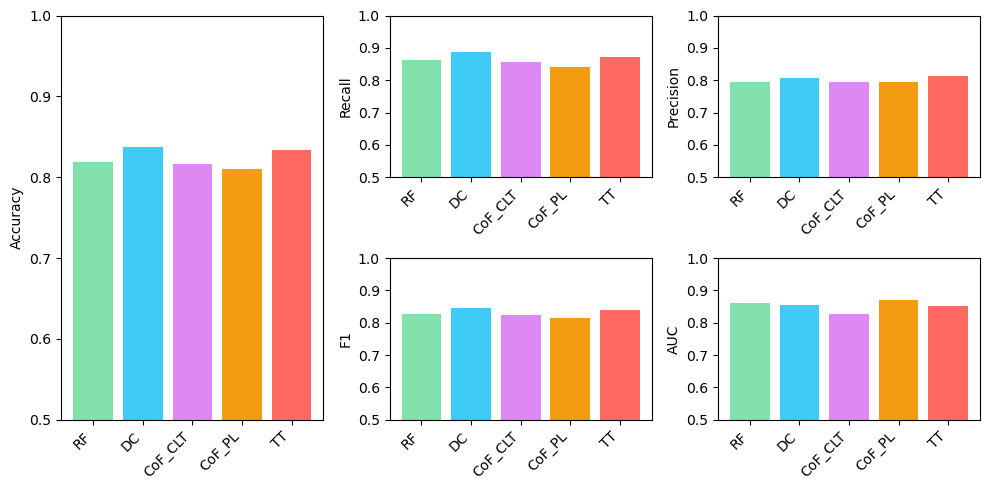 Accuracy
1.0
0.9
0.8
0.7
0.6
0.5
RF
DC
CoF_CLT
CoF_PL
TT
Recall
1.0
0.9
0.8
0.7
0.6
0.5
RF
DC
CoF_CLT
CoF_PL
TT
Precision
1.0
0.9
0.8
0.7
0.6
0.5
RF
DC
CoF_CLT
CoF_PL
TT
F1
1.0
0.9
0.8
0.7
0.6
0.5
RF
DC
CoF_CLT
CoF_PL
TT
AUC
1.0
0.9
0.8
0.7
0.6
0.5
RF
DC
CoF_CLT
CoF_PL
TT